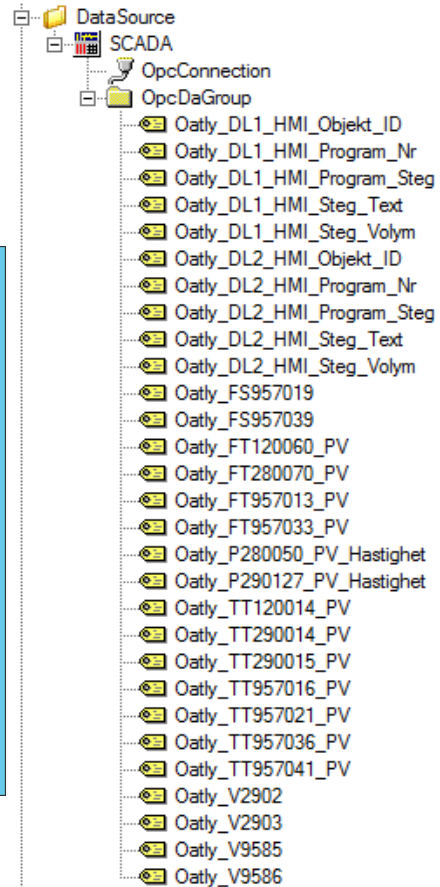 DataSource
SCADA
OpcConnection
OpcDaGroup
Oatly_DL1_HMI_Objekt_ID
Oatly_DL1_HMI_Program_Nr
Oatly_DL1_HMI_Program_Steg
Oatly_DL1_HMI_Steg_Text
Oatly_DL1_HMI_Steg_Volym
Oatly_DL2_HMI_Objekt_ID
Oatly_DL2_HMI_Program_Nr
Oatly_DL2_HMI_Program_Steg
Oatly_DL2_HMI_Steg_Text
Oatly_DL2_HMI_Steg_Volym
Oatly_FS957019
Oatly_FS957039
Oatly_FT120060_PV
Oatly_FT280070_PV
Oatly_FT957013_PV
Oatly_FT957033_PV
Oatly_P280050_PV_Hastighet
Oatly_P290127_PV_Hastighet
Oatly_TT120014_PV
Oatly_TT290014_PV
Oatly_TT290015_PV
Oatly_TT957016_PV
Oatly_TT957021_PV
Oatly_TT957036_PV
Oatly_TT957041_PV
Oatly_V2902
Oatly_V2903
Oatly_V9585
Oatly_V9586